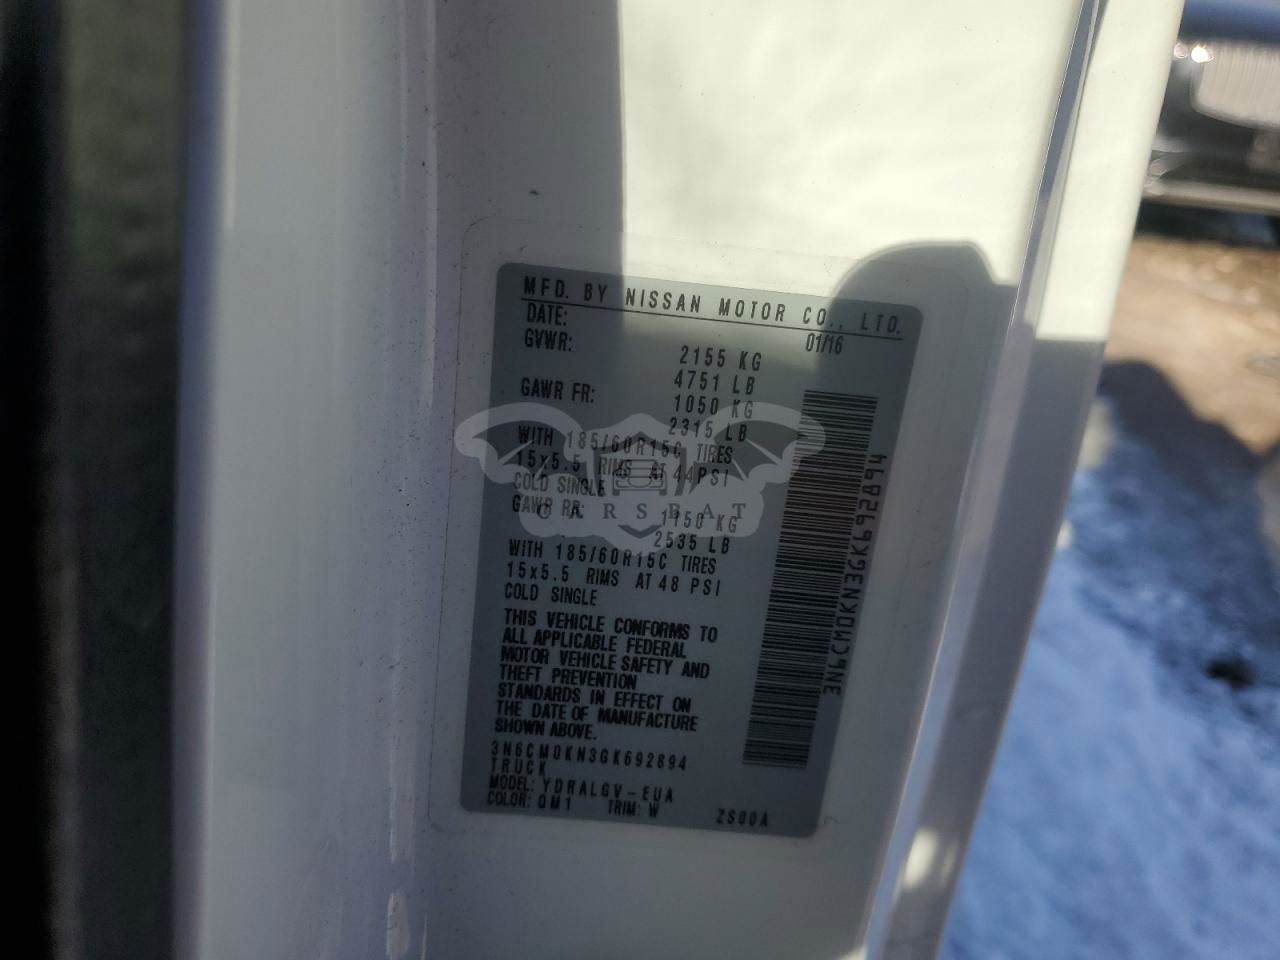 MFD. BY NISSAN MOTOR CO., LTD.
DATE: 01/16
GVWR: 2155 KG
4751 LB
GAWR FR: 1050 KG
2315 LB
WITH 185/60R15C TIRES
15x5.5 RIMS AT 44PSI
COLD SINGLE
GAWR RR: 1150 KG
2535 LB
WITH 185/60R15C TIRES
15x5.5 RIMS AT 48 PSI
COLD SINGLE
THIS VEHICLE CONFORMS TO
ALL APPLICABLE FEDERAL
MOTOR VEHICLE SAFETY AND
THEFT PREVENTION
STANDARDS IN EFFECT ON
THE DATE OF MANUFACTURE
SHOWN ABOVE.
3N6CM0KN3GK692894
TRUCK
MODEL: YDRALGV-EUA
COLOR: QM1 TRIM: W ZS00A
3N6CM0KN3GK692894
CARSBAT